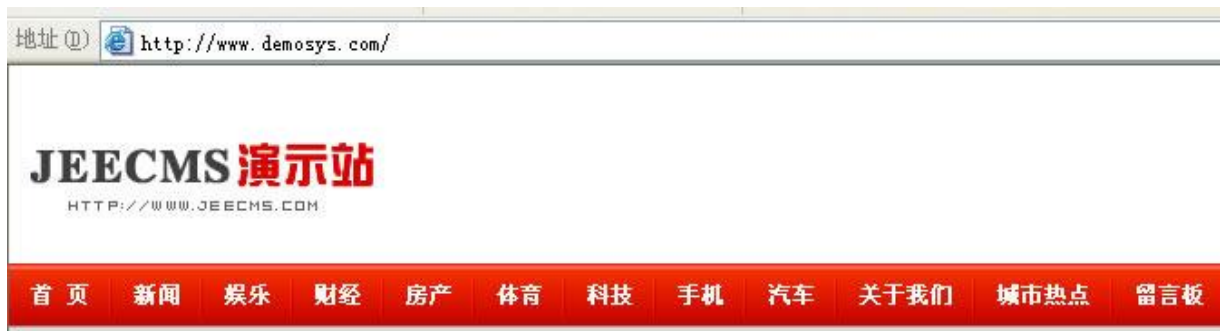 地址(D) http://www.demosys.com/
JEECMS演示站
HTTP://WWW.JEECMS.COM
首 页 新闻 娱乐 财经 房产 体育 科技 手机 汽车 关于我们 城市热点 留言板